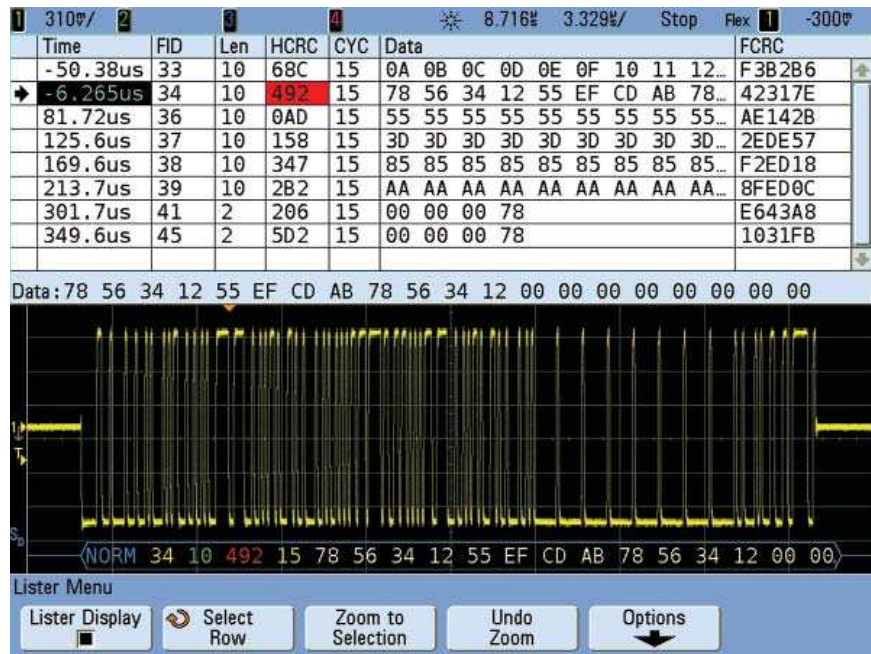 1 310mV/ 2 3 4 8.716us 3.329us/ Stop Flex 1 -300mV
Time FID Len HCRC CYC Data FCRC
-50.38us 33 10 68C 15 0A 0B 0C 0D 0E 0F 10 11 12… F3B2B6
-6.265us 34 10 492 15 78 56 34 12 55 EF CD AB 78… 42317E
81.72us 36 10 0AD 15 55 55 55 55 55 55 55 55 55… AE142B
125.6us 37 10 158 15 3D 3D 3D 3D 3D 3D 3D 3D 3D… 2EDE57
169.6us 38 10 347 15 85 85 85 85 85 85 85 85 85… F2ED18
213.7us 39 10 2B2 15 AA AA AA AA AA AA AA AA AA… 8FED0C
301.7us 41 2 206 15 00 00 00 78 E643A8
349.6us 45 2 5D2 15 00 00 00 78 1031FB
Data:78 56 34 12 55 EF CD AB 78 56 34 12 00 00 00 00 00 00 00 00
1
T
S0
NORM 34 10 492 15 78 56 34 12 55 EF CD AB 78 56 34 12 00 00
Lister Menu
Lister Display Select Row Zoom to Selection Undo Zoom Options